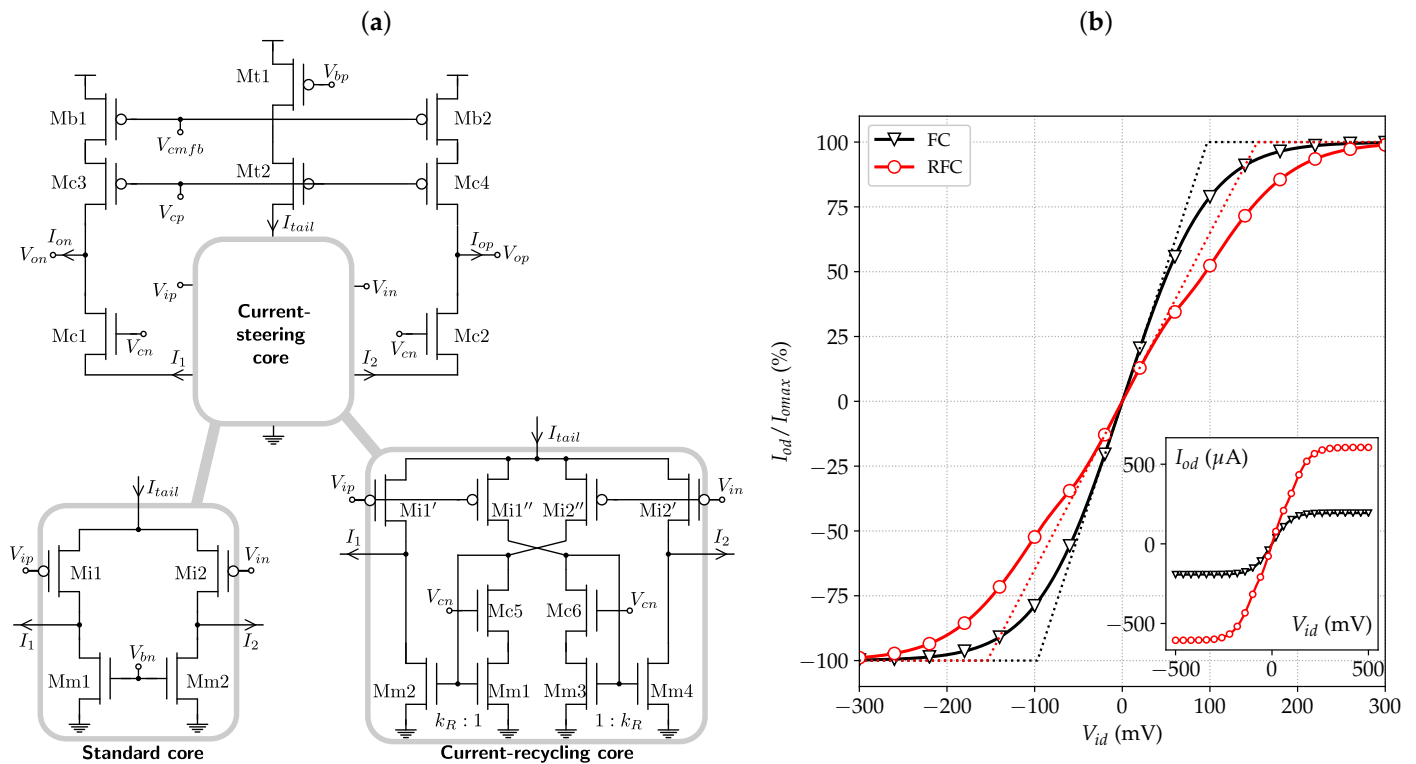 (a)
Mt1
V_bp
Mb1
Mb2
V_cmfb
Mt2
Mc3
Mc4
V_cp
I_on
I_tail
I_op
V_on
V_op
V_ip
V_in
Current-
steering
core
Mc1
V_cn
V_cn
Mc2
I_1
I_2
I_tail
V_ip
V_in
Mi1
Mi2
I_1
I_2
V_bn
Mm1
Mm2
Standard core
I_tail
V_ip
V_in
Mi1′
Mi1″
Mi2″
Mi2′
I_1
I_2
V_cn
Mc5
Mc6
V_cn
Mm2
Mm1
Mm3
Mm4
k_R : 1
1 : k_R
Current-recycling core
(b)
FC
RFC
100
75
50
25
0
−25
−50
−75
−100
I_od / I_omax (%)
−300
−200
−100
0
100
200
300
V_id (mV)
I_od (μA)
500
0
−500
V_id (mV)
−500
0
500